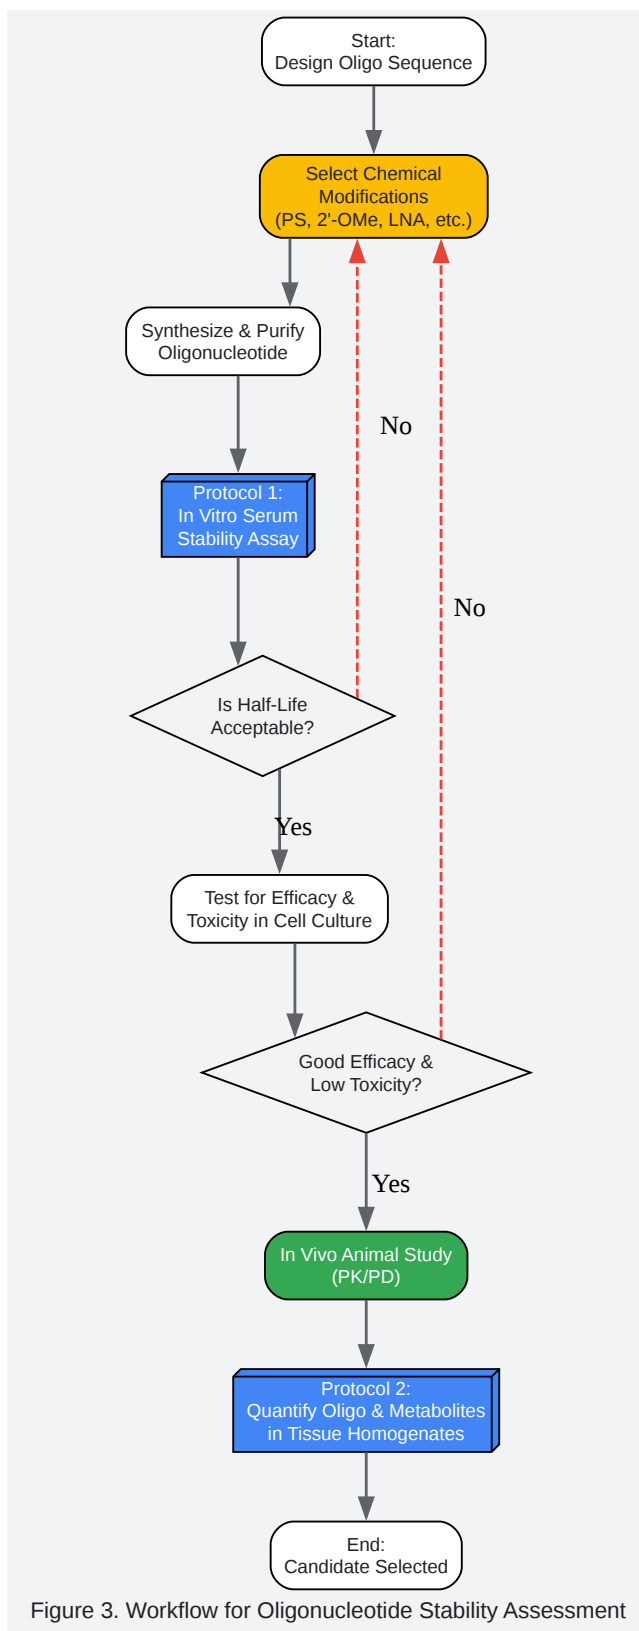 Start:
Design Oligo Sequence
Select Chemical
Modifications
(PS, 2'-OMe, LNA, etc.)
Synthesize & Purify
Oligonucleotide
No
Protocol 1:
In Vitro Serum
Stability Assay
No
Is Half-Life
Acceptable?
Yes
Test for Efficacy &
Toxicity in Cell Culture
Good Efficacy &
Low Toxicity?
Yes
In Vivo Animal Study
(PK/PD)
Protocol 2:
Quantify Oligo & Metabolites
in Tissue Homogenates
End:
Candidate Selected
Figure 3. Workflow for Oligonucleotide Stability Assessment